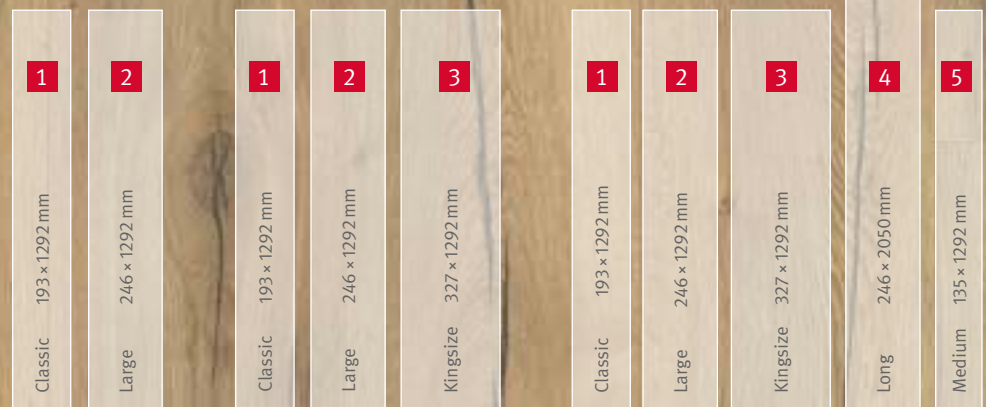 1
Classic 193 × 1292 mm
2
Large 246 × 1292 mm
1
Classic 193 × 1292 mm
2
Large 246 × 1292 mm
3
Kingsize 327 × 1292 mm
1
Classic 193 × 1292 mm
2
Large 246 × 1292 mm
3
Kingsize 327 × 1292 mm
4
Long 246 × 2050 mm
5
Medium 135 × 1292 mm